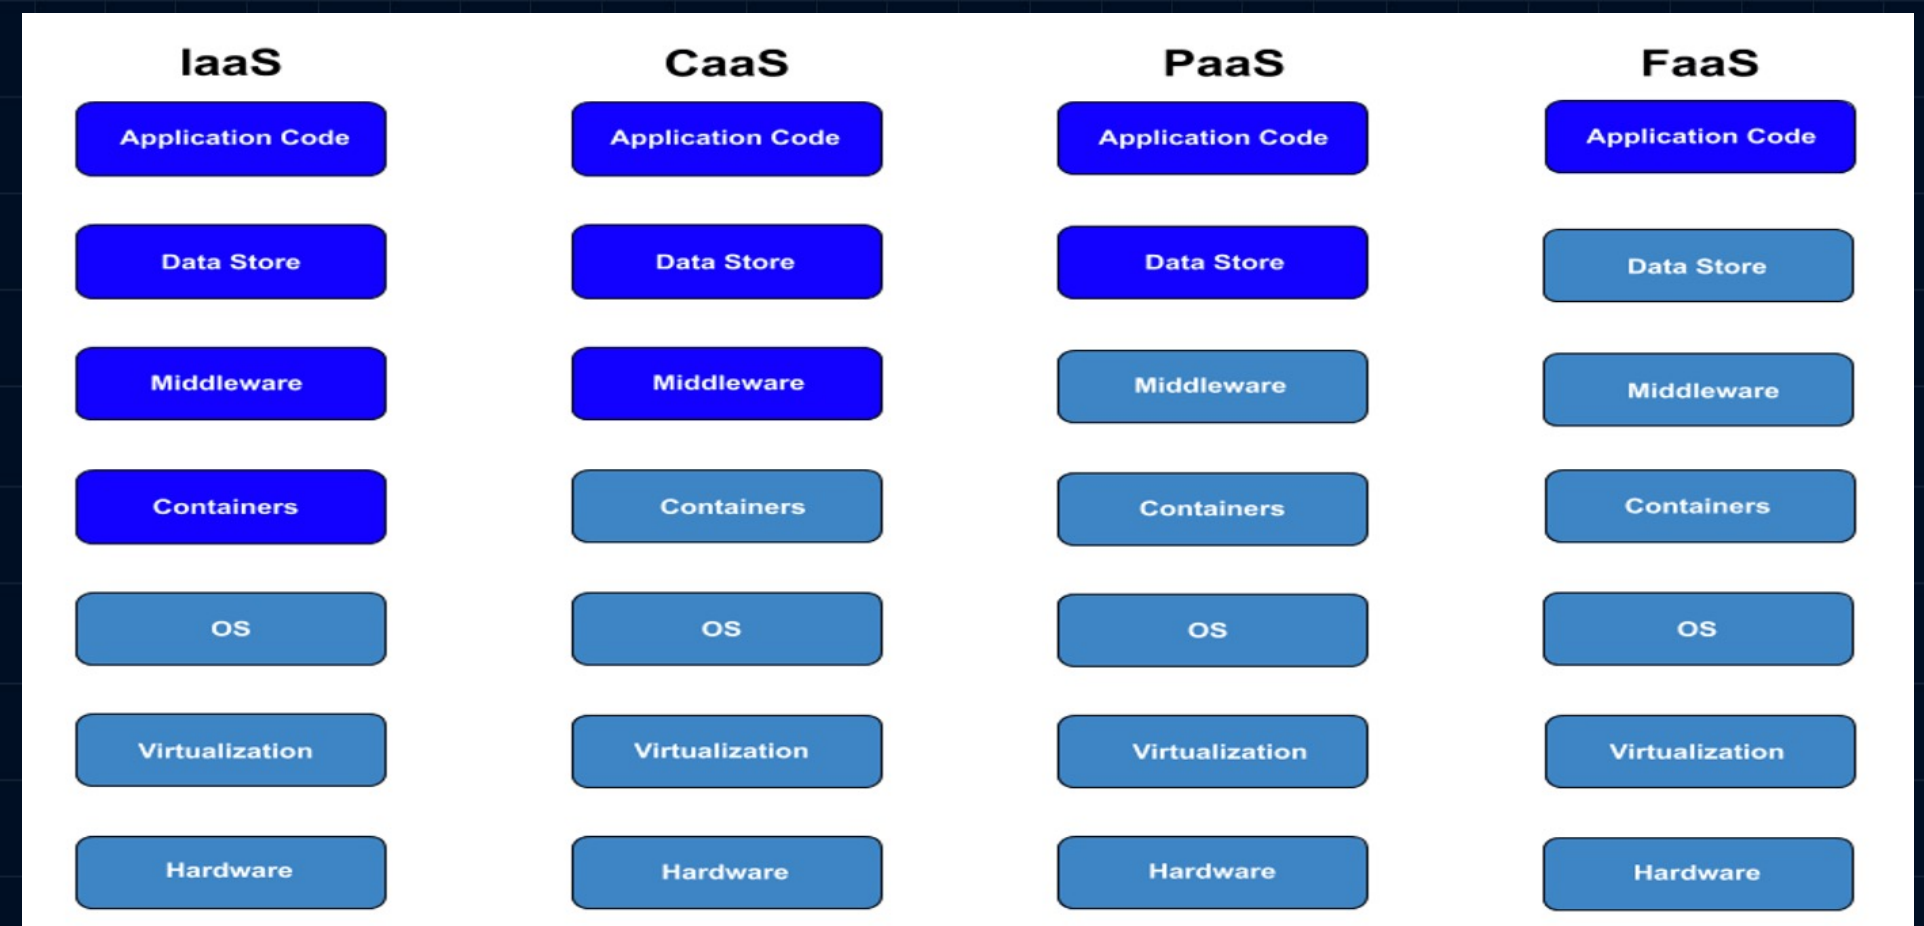 IaaS CaaS PaaS FaaS
Application Code Application Code Application Code Application Code
Data Store Data Store Data Store Data Store
Middleware Middleware Middleware Middleware
Containers Containers Containers Containers
OS OS OS OS
Virtualization Virtualization Virtualization Virtualization
Hardware Hardware Hardware Hardware